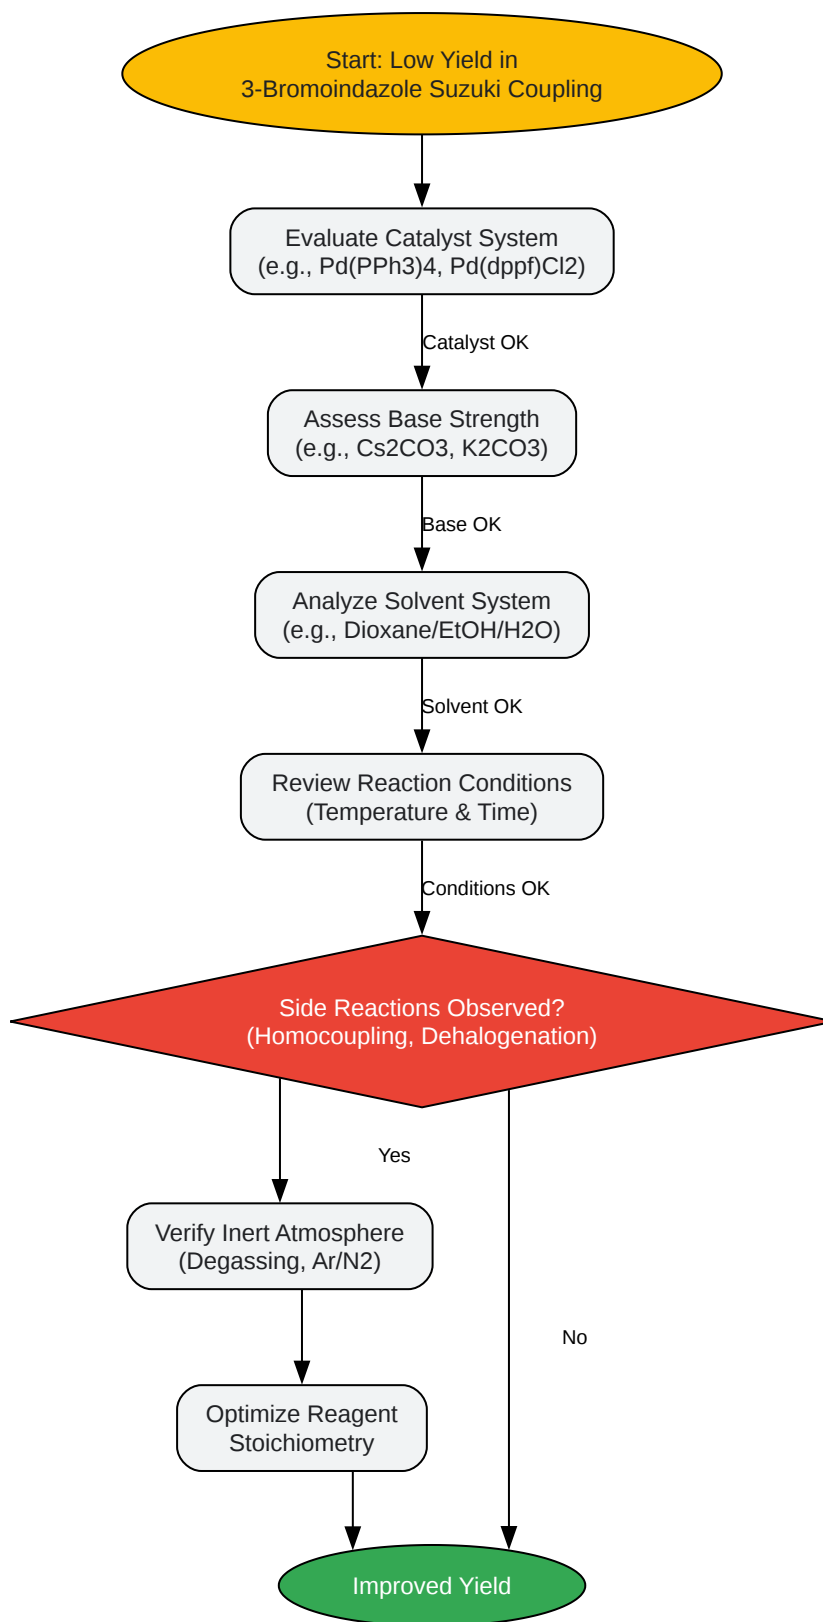 Start: Low Yield in
3-Bromoindazole Suzuki Coupling
Evaluate Catalyst System
(e.g., Pd(PPh3)4, Pd(dppf)Cl2)
Catalyst OK
Assess Base Strength
(e.g., Cs2CO3, K2CO3)
Base OK
Analyze Solvent System
(e.g., Dioxane/EtOH/H2O)
Solvent OK
Review Reaction Conditions
(Temperature & Time)
Conditions OK
Side Reactions Observed?
(Homocoupling, Dehalogenation)
Yes
Verify Inert Atmosphere
(Degassing, Ar/N2)
No
Optimize Reagent
Stoichiometry
Improved Yield